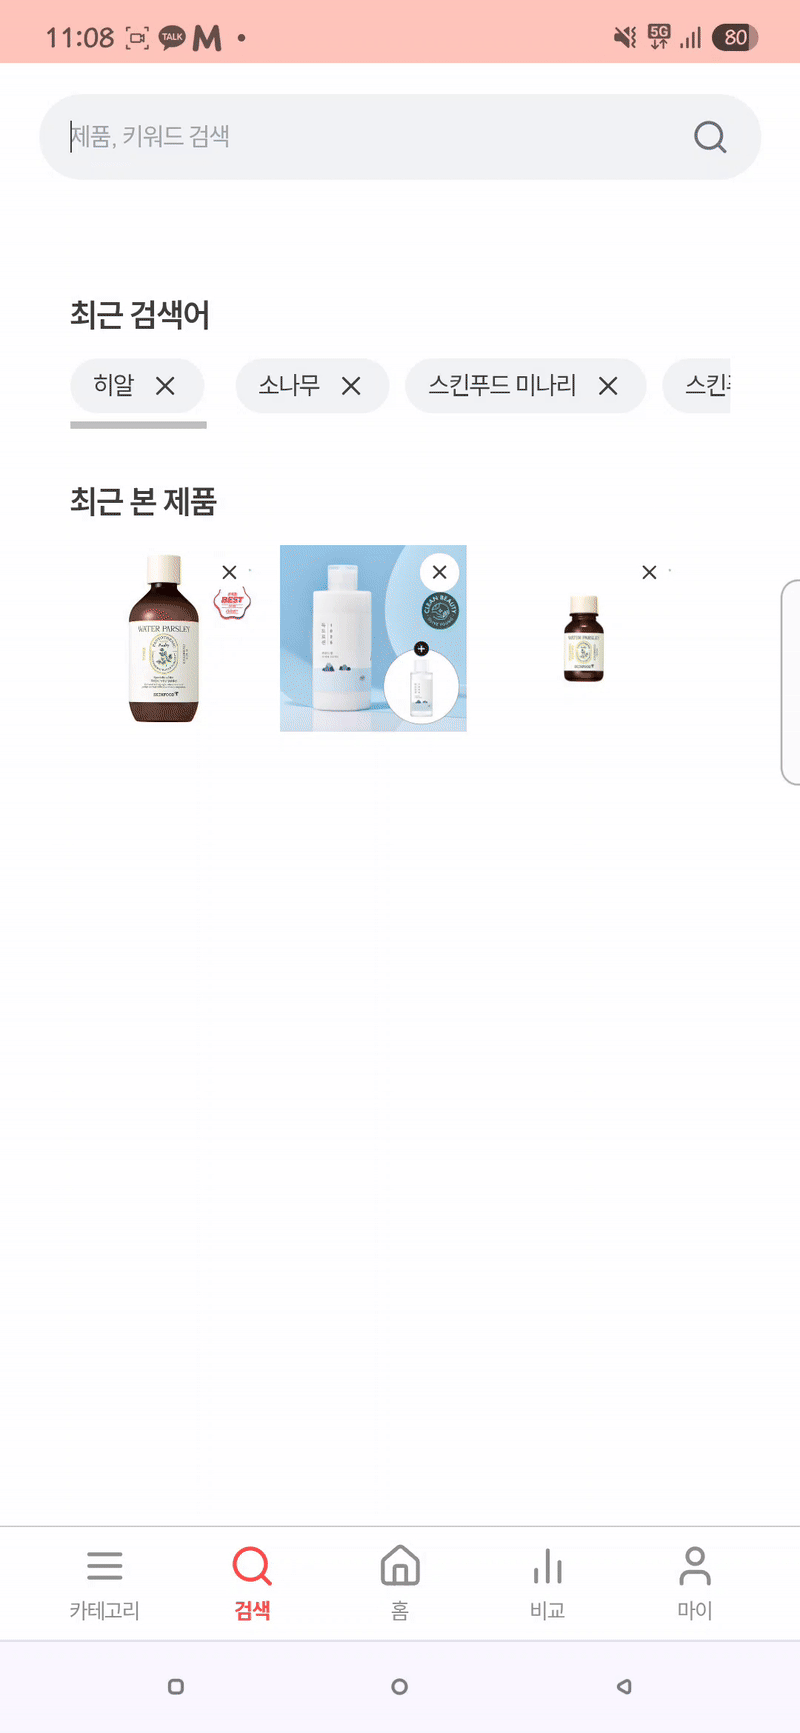 11:08 TALK M 5G 80
제품, 키워드 검색
최근 검색어
히알 소나무 스킨푸드 미나리 스킨
최근 본 제품
BEST
WATER PARSLEY
SKINFOOD
CLEAN BEAUTY
WATER PARSLEY
카테고리 검색 홈 비교 마이